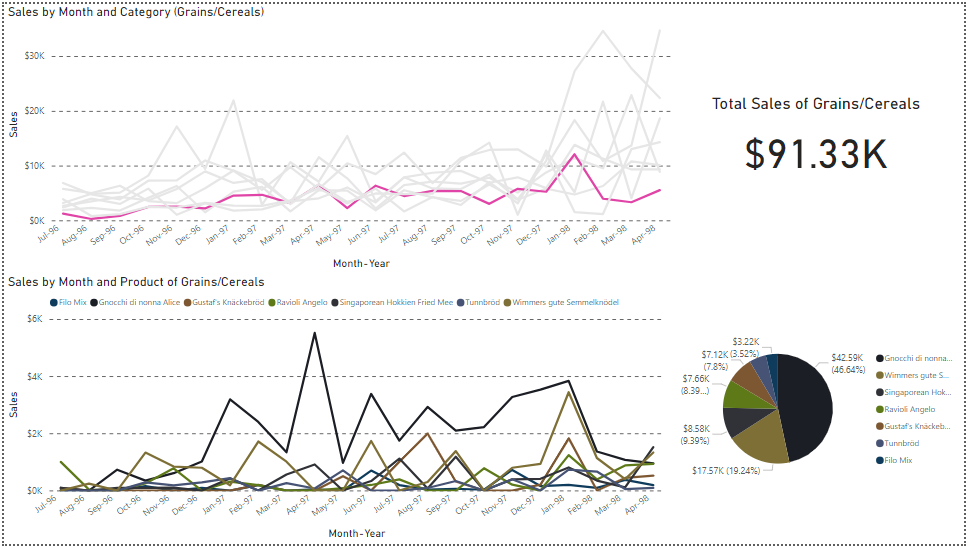 Sales by Month and Category (Grains/Cereals)
$30K
$20K
$10K
$0K
Sales
Jul-96 Aug-96 Sep-96 Oct-96 Nov-96 Dec-96 Jan-97 Feb-97 Mar-97 Apr-97 May-97 Jun-97 Jul-97 Aug-97 Sep-97 Oct-97 Nov-97 Dec-97 Jan-98 Feb-98 Mar-98 Apr-98
Month-Year
Total Sales of Grains/Cereals
$91.33K
Sales by Month and Product of Grains/Cereals
Filo Mix Gnocchi di nonna Alice Gustaf's Knäckebröd Ravioli Angelo Singaporean Hokkien Fried Mee Tunnbröd Wimmers gute Semmelknödel
$6K
$4K
$2K
$0K
Sales
Jul-96 Aug-96 Sep-96 Oct-96 Nov-96 Dec-96 Jan-97 Feb-97 Mar-97 Apr-97 May-97 Jun-97 Jul-97 Aug-97 Sep-97 Oct-97 Nov-97 Dec-97 Jan-98 Feb-98 Mar-98 Apr-98
Month-Year
$3.22K
(3.52%)
$7.12K
(7.8%)
$7.66K
(8.39...)
$8.58K
(9.39%)
$17.57K (19.24%)
$42.59K
(46.64%)
Gnocchi di nonna...
Wimmers gute S...
Singaporean Hok...
Ravioli Angelo
Gustaf's Knäckeb...
Tunnbröd
Filo Mix